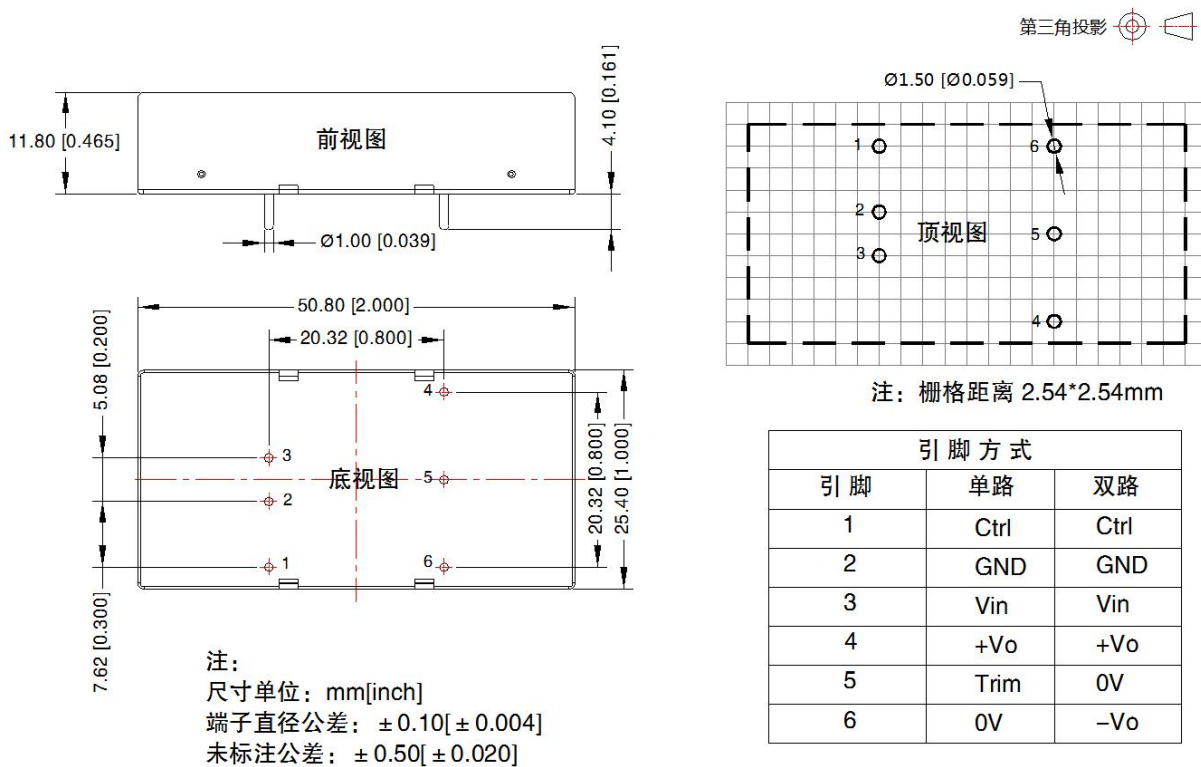 第三角投影
11.80 [0.465]
前视图
4.10 [0.161]
Ø1.00 [0.039]
Ø1.50 [Ø0.059]
1
6
2
顶视图
5
3
4
注：栅格距离 2.54*2.54mm
50.80 [2.000]
20.32 [0.800]
5.08 [0.200]
4
3
底视图
5
2
20.32 [0.800]
25.40 [1.000]
1
6
7.62 [0.300]
注：
尺寸单位：mm[inch]
端子直径公差：±0.10[±0.004]
未标注公差：±0.50[±0.020]
引脚方式
引脚 单路 双路
1 Ctrl Ctrl
2 GND GND
3 Vin Vin
4 +Vo +Vo
5 Trim 0V
6 0V –Vo